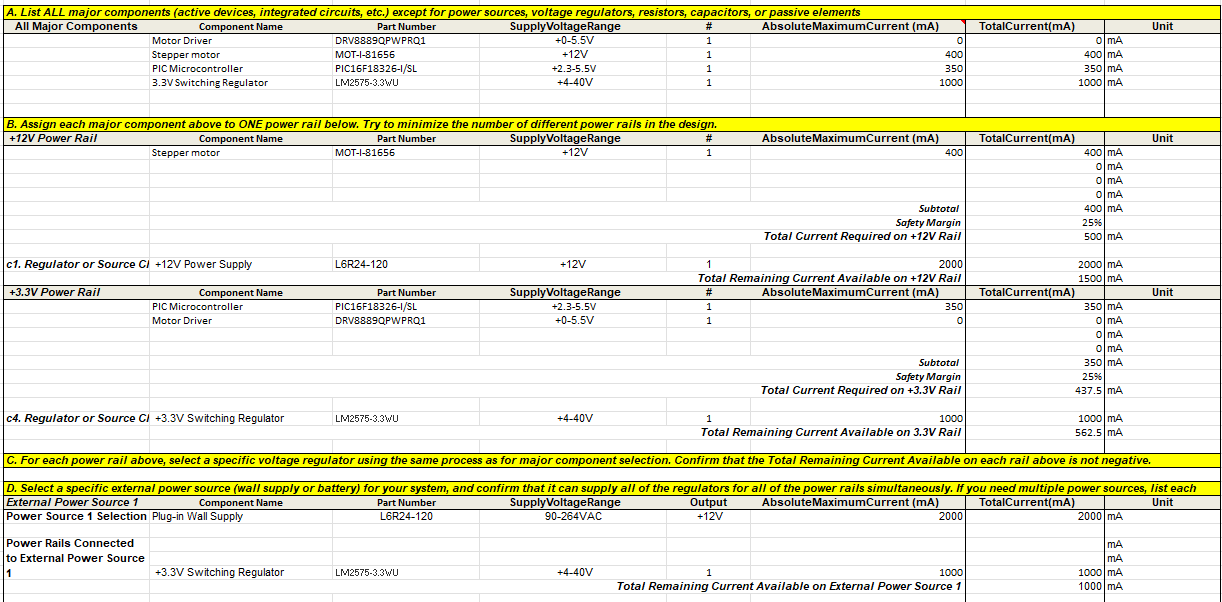 A. List ALL major components (active devices, integrated circuits, etc.) except for power sources, voltage regulators, resistors, capacitors, or passive elements
All Major Components Component Name Part Number SupplyVoltageRange # AbsoluteMaximumCurrent (mA) TotalCurrent(mA) Unit
Motor Driver DRV8889QPWPRQ1 +0-5.5V 1 0 0 mA
Stepper motor MOT-I-81656 +12V 1 400 400 mA
PIC Microcontroller PIC16F18326-I/SL +2.3-5.5V 1 350 350 mA
3.3V Switching Regulator LM2575-3.3WU +4-40V 1 1000 1000 mA
B. Assign each major component above to ONE power rail below. Try to minimize the number of different power rails in the design.
+12V Power Rail Component Name Part Number SupplyVoltageRange # AbsoluteMaximumCurrent (mA) TotalCurrent(mA) Unit
Stepper motor MOT-I-81656 +12V 1 400 400 mA
0 mA
0 mA
0 mA
Subtotal 400 mA
Safety Margin 25%
Total Current Required on +12V Rail 500 mA
c1. Regulator or Source Cl +12V Power Supply L6R24-120 +12V 1 2000 2000 mA
Total Remaining Current Available on +12V Rail 1500 mA
+3.3V Power Rail Component Name Part Number SupplyVoltageRange # AbsoluteMaximumCurrent (mA) TotalCurrent(mA) Unit
PIC Microcontroller PIC16F18326-I/SL +2.3-5.5V 1 350 350 mA
Motor Driver DRV8889QPWPRQ1 +0-5.5V 1 0 0 mA
0 mA
0 mA
Subtotal 350 mA
Safety Margin 25%
Total Current Required on +3.3V Rail 437.5 mA
c4. Regulator or Source Cl +3.3V Switching Regulator LM2575-3.3WU +4-40V 1 1000 1000 mA
Total Remaining Current Available on 3.3V Rail 562.5 mA
C. For each power rail above, select a specific voltage regulator using the same process as for major component selection. Confirm that the Total Remaining Current Available on each rail above is not negative.
D. Select a specific external power source (wall supply or battery) for your system, and confirm that it can supply all of the regulators for all of the power rails simultaneously. If you need multiple power sources, list each
External Power Source 1 Component Name Part Number SupplyVoltageRange Output AbsoluteMaximumCurrent (mA) TotalCurrent(mA) Unit
Power Source 1 Selection Plug-in Wall Supply L6R24-120 90-264VAC +12V 2000 2000 mA
Power Rails Connected mA
to External Power Source mA
1 +3.3V Switching Regulator LM2575-3.3WU +4-40V 1 1000 1000 mA
Total Remaining Current Available on External Power Source 1 1000 mA